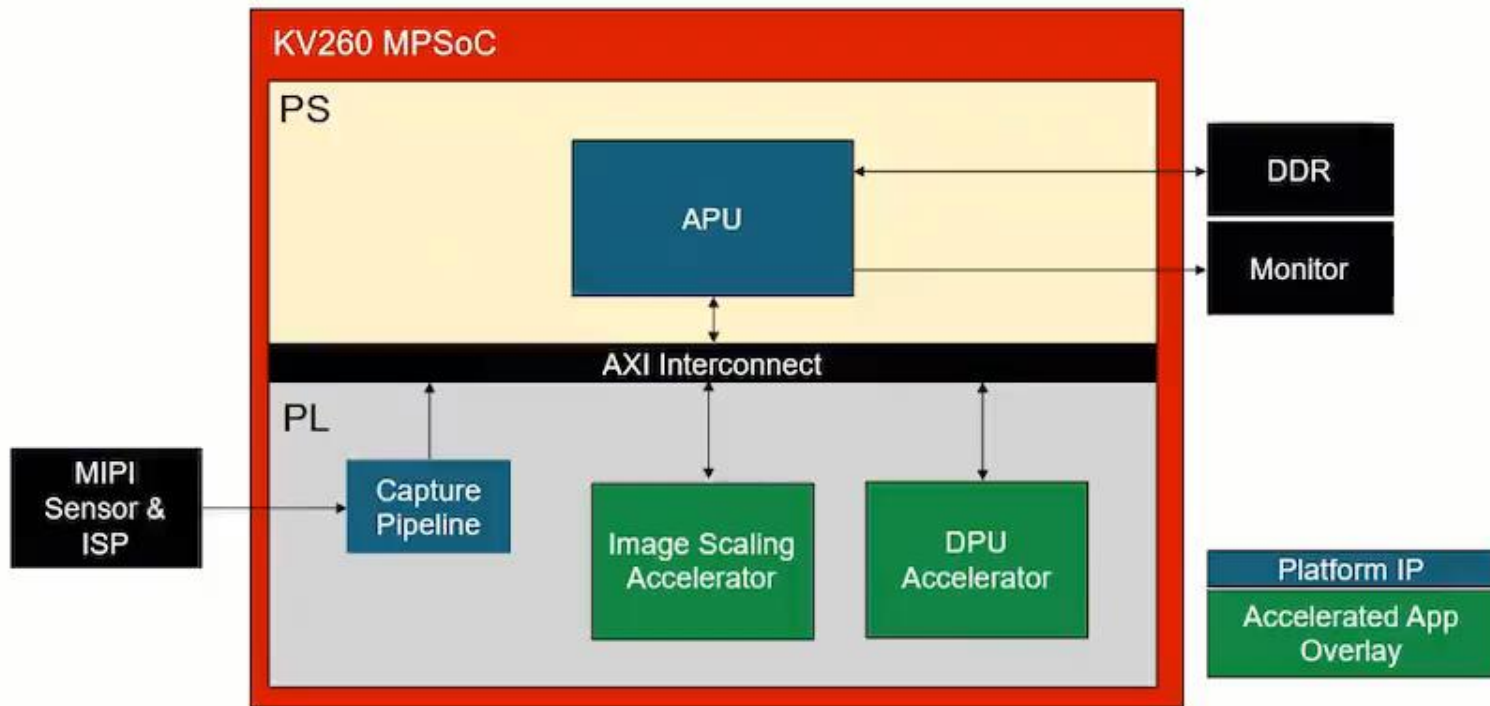 KV260 MPSoC
PS
APU
DDR
Monitor
AXI Interconnect
PL
MIPI
Sensor &
ISP
Capture
Pipeline
Image Scaling
Accelerator
DPU
Accelerator
Platform IP
Accelerated App
Overlay